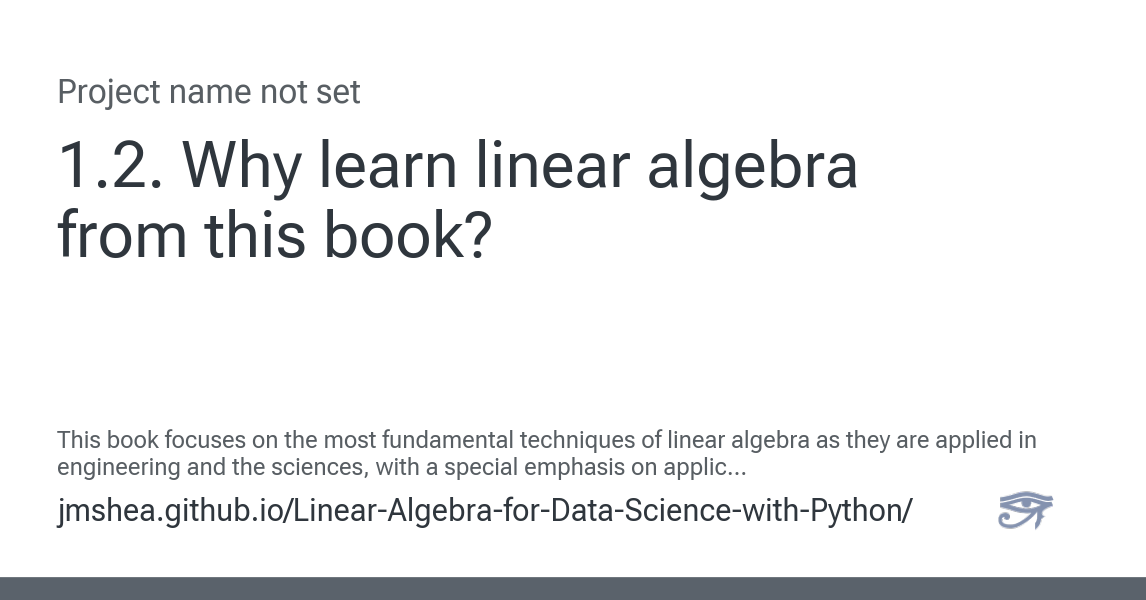 Project name not set
1.2. Why learn linear algebra
from this book?
This book focuses on the most fundamental techniques of linear algebra as they are applied in
engineering and the sciences, with a special emphasis on applic...
jmshea.github.io/Linear-Algebra-for-Data-Science-with-Python/